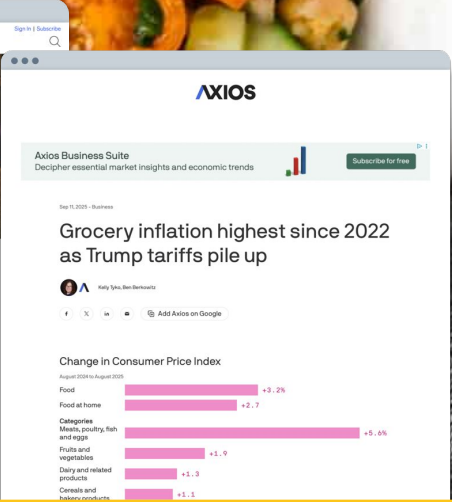 Sign in | Subscribe
AXIOS
Axios Business Suite
Decipher essential market insights and economic trends
Subscribe for free
Sep 11, 2025 - Business
Grocery inflation highest since 2022
as Trump tariffs pile up
Kelly Tyko, Ben Berkowitz
Add Axios on Google
Change in Consumer Price Index
August 2024 to August 2025
Food +3.2%
Food at home +2.7
Categories
Meats, poultry, fish
and eggs +5.6%
Fruits and
vegetables +1.9
Dairy and related
products +1.3
Cereals and
bakery products +1.1